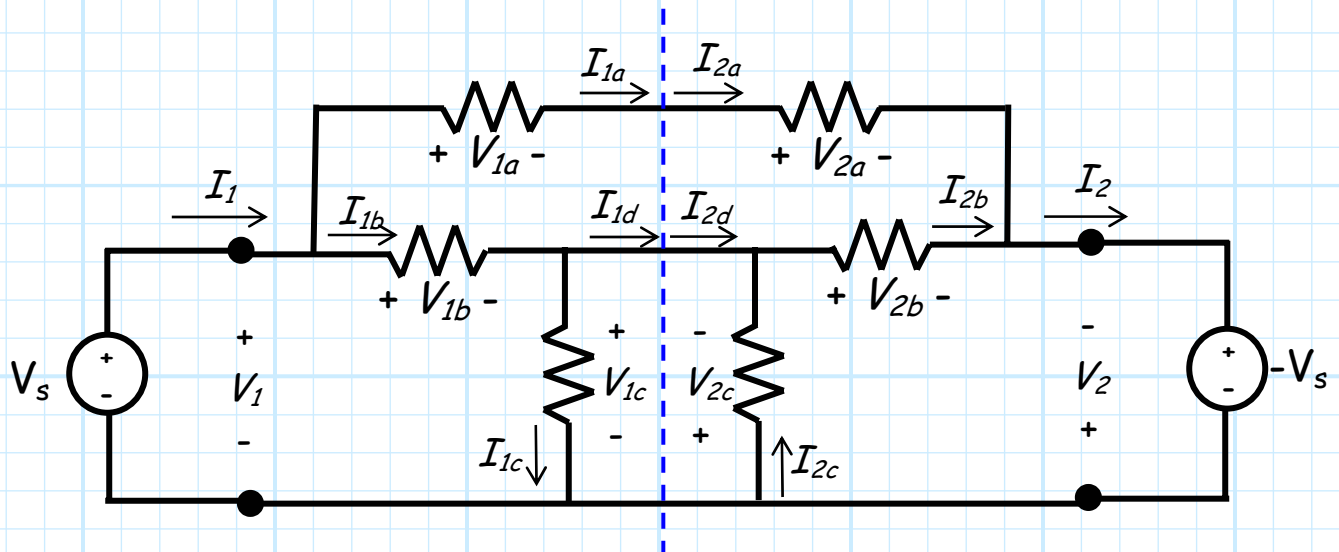 I1a I2a
+ V1a - + V2a -
I1 I1b I1d I2d I2b I2
+ V1b - + V2b -
+ + - -
Vs + - V1 V1c V2c V2 + - -Vs
- - + +
I1c I2c